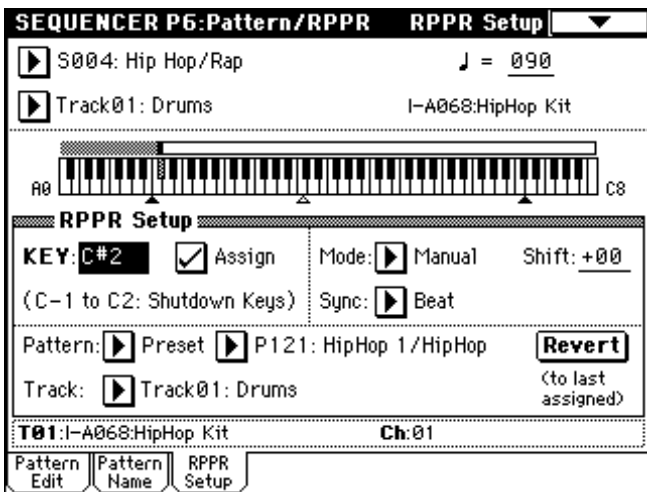 SEQUENCER P6:Pattern/RPPR RPPR Setup
S004: Hip Hop/Rap ♩ = 090
Track01: Drums I-A068:HipHop Kit
A0 C8
RPPR Setup
KEY: C#2 Assign Mode: Manual Shift: +00
(C-1 to C2: Shutdown Keys) Sync: Beat
Pattern: Preset P121: HipHop 1/HipHop Revert
Track: Track01: Drums (to last assigned)
T01:I-A068:HipHop Kit Ch:01
Pattern Edit Pattern Name RPPR Setup